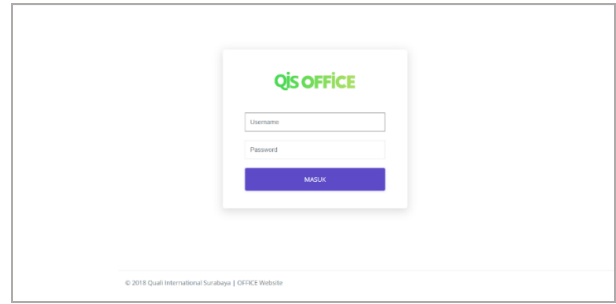 QiS OFFiCE
Username
Password
MASUK
© 2018 Quali International Surabaya | OFFICE Website